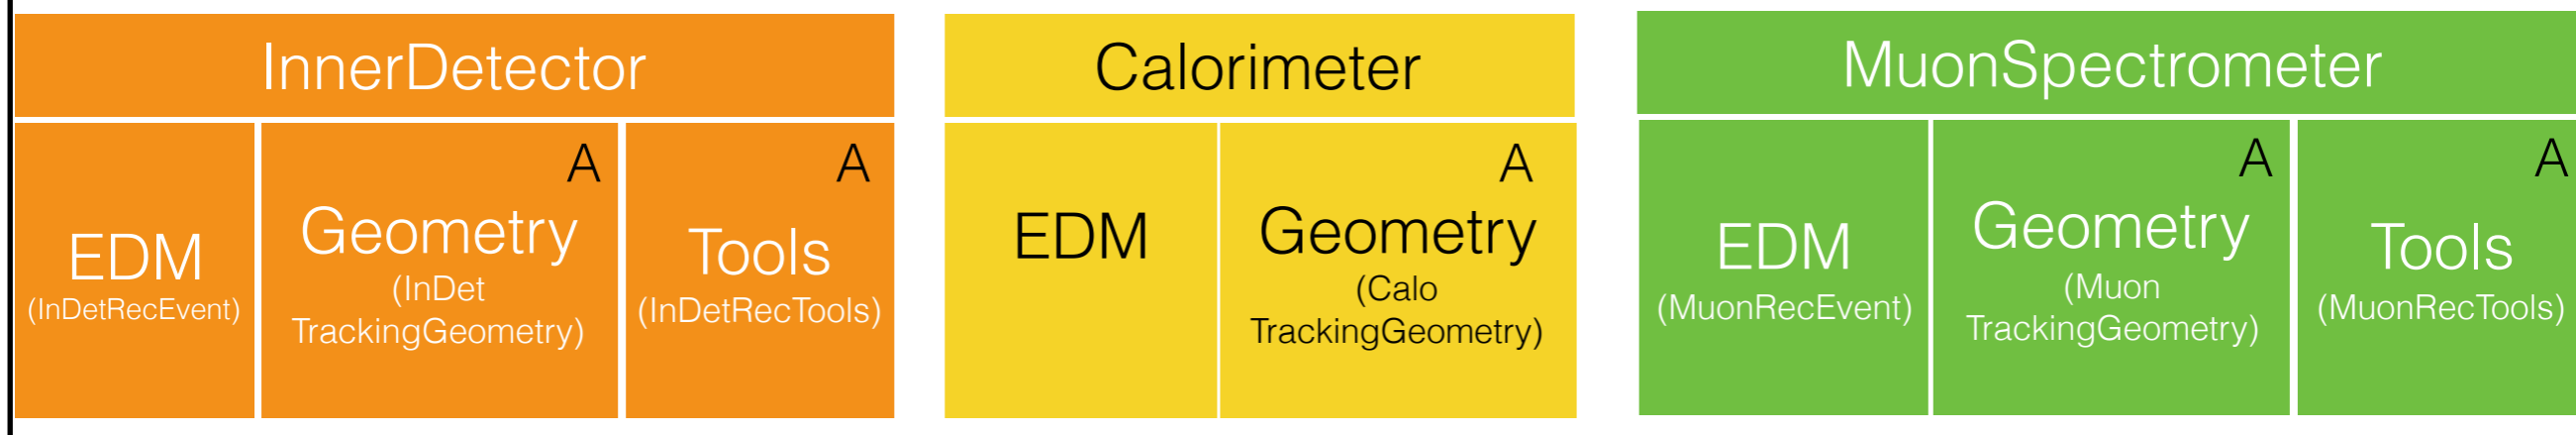 InnerDetector
EDM
(InDetRecEvent)
A
Geometry
(InDet
TrackingGeometry)
A
Tools
(InDetRecTools)
Calorimeter
EDM
A
Geometry
(Calo
TrackingGeometry)
MuonSpectrometer
EDM
(MuonRecEvent)
A
Geometry
(Muon
TrackingGeometry)
A
Tools
(MuonRecTools)